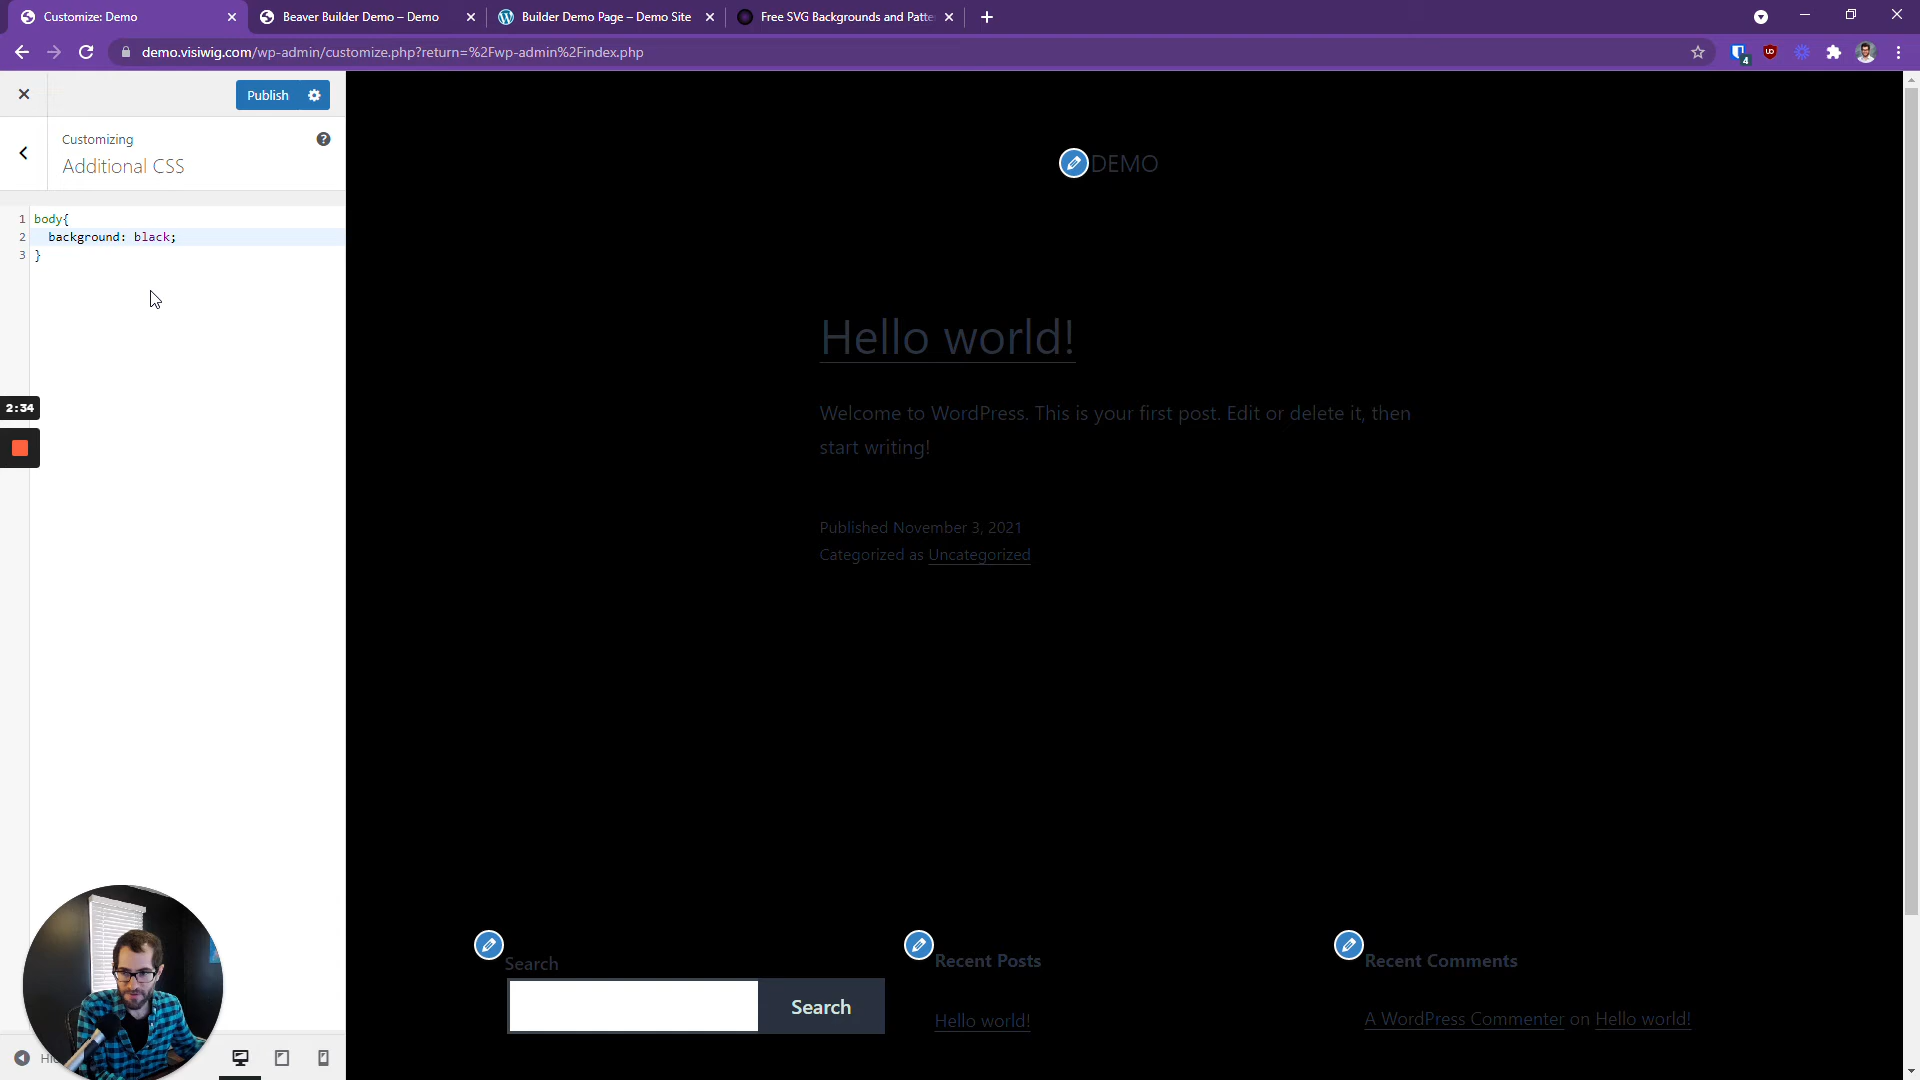 Customize: Demo
Beaver Builder Demo – Demo
Builder Demo Page – Demo Site
Free SVG Backgrounds and Patte
demo.visiwig.com/wp-admin/customize.php?return=%2Fwp-admin%2Findex.php
4
Publish
Customizing
Additional CSS
1 body{
2 background: black;
3 }
2:34
DEMO
Hello world!
Welcome to WordPress. This is your first post. Edit or delete it, then
start writing!
Published November 3, 2021
Categorized as Uncategorized
Search
Search
Recent Posts
Hello world!
Recent Comments
A WordPress Commenter on Hello world!